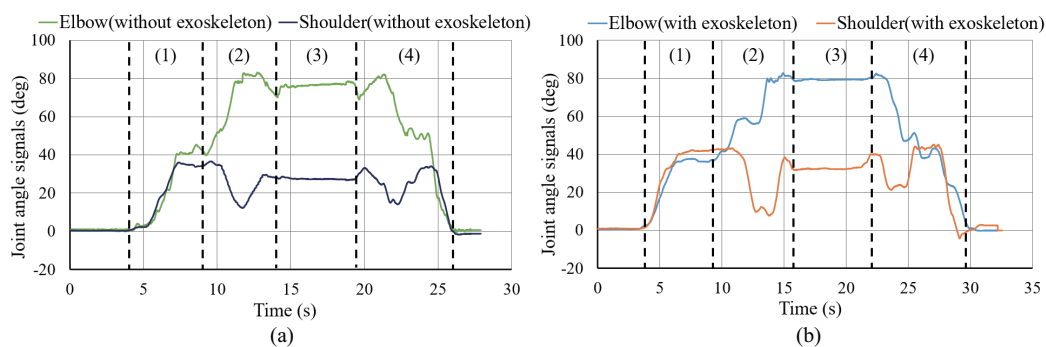 Elbow(without exoskeleton) Shoulder(without exoskeleton)
100
80
60
40
20
0
-20
Joint angle signals (deg)
(1) (2) (3) (4)
0 5 10 15 20 25 30
Time (s)
(a)
Elbow(with exoskeleton) Shoulder(with exoskeleton)
100
80
60
40
20
0
-20
Joint angle signals (deg)
(1) (2) (3) (4)
0 5 10 15 20 25 30 35
Time (s)
(b)